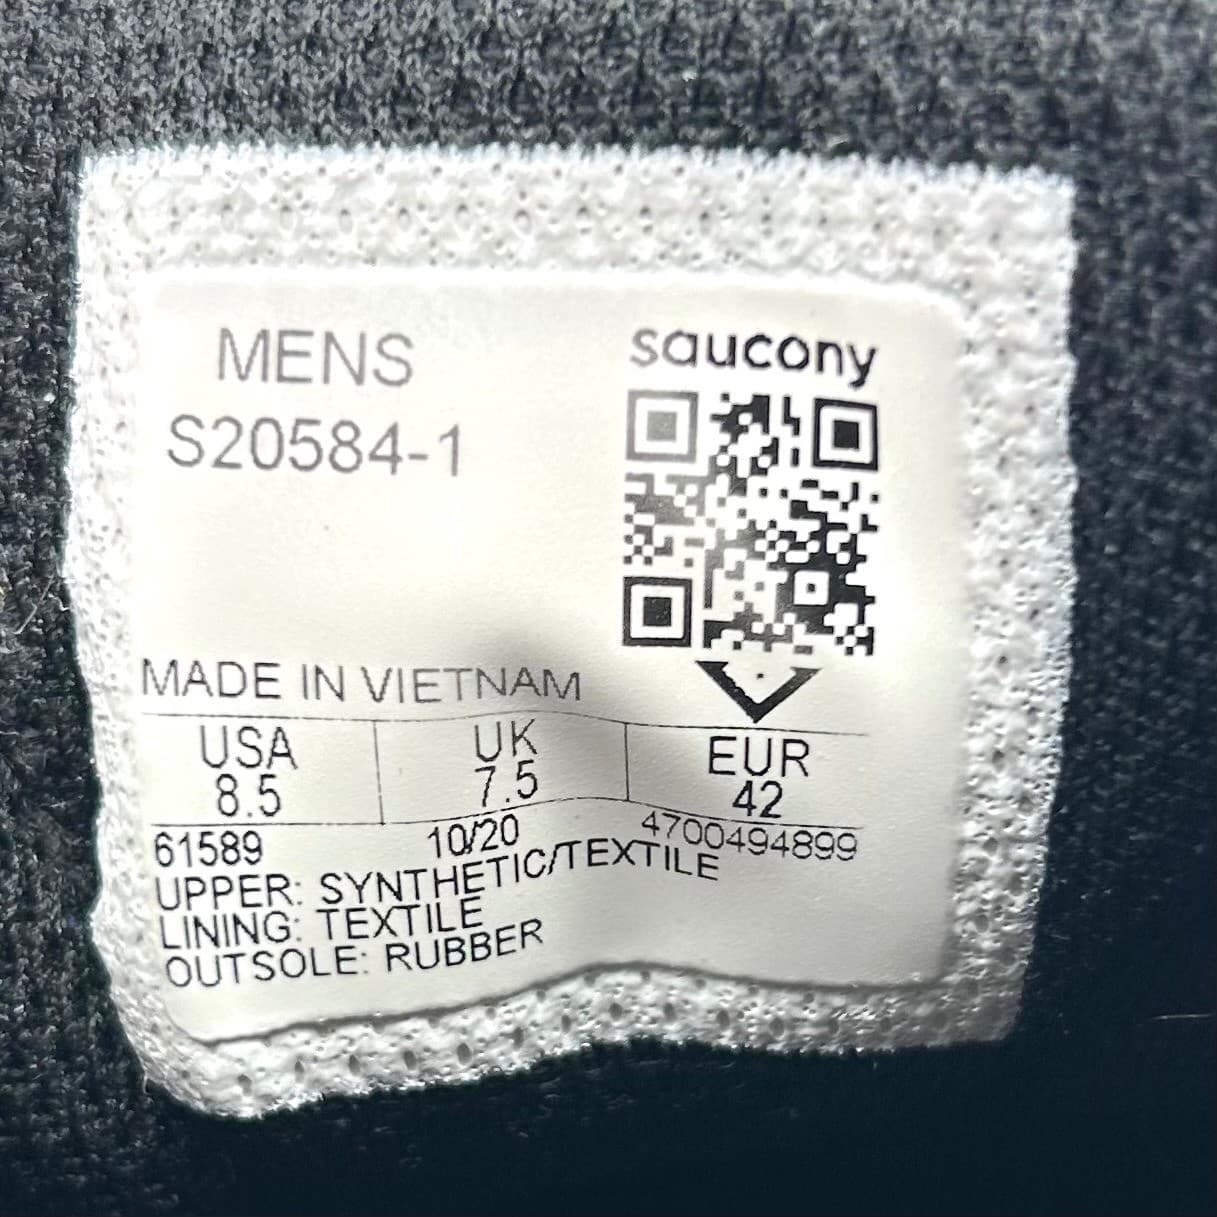 MENS
S20584-1
saucony
MADE IN VIETNAM
USA UK EUR
8.5 7.5 42
61589 10/20 4700494899
UPPER: SYNTHETIC/TEXTILE
LINING: TEXTILE
OUTSOLE: RUBBER